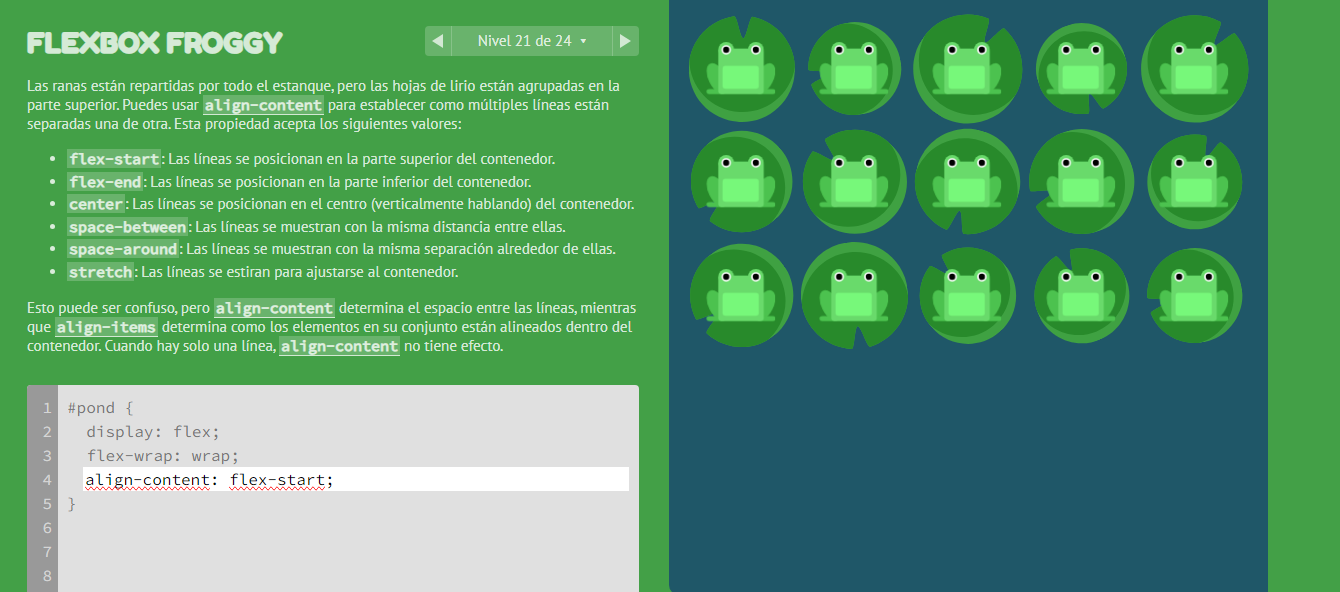 FLEXBOX FROGGY
Nivel 21 de 24
Las ranas están repartidas por todo el estanque, pero las hojas de lirio están agrupadas en la
parte superior. Puedes usar align-content para establecer como múltiples líneas están
separadas una de otra. Esta propiedad acepta los siguientes valores:
flex-start: Las líneas se posicionan en la parte superior del contenedor.
flex-end: Las líneas se posicionan en la parte inferior del contenedor.
center: Las líneas se posicionan en el centro (verticalmente hablando) del contenedor.
space-between: Las líneas se muestran con la misma distancia entre ellas.
space-around: Las líneas se muestran con la misma separación alrededor de ellas.
stretch: Las líneas se estiran para ajustarse al contenedor.
Esto puede ser confuso, pero align-content determina el espacio entre las líneas, mientras
que align-items determina como los elementos en su conjunto están alineados dentro del
contenedor. Cuando hay solo una línea, align-content no tiene efecto.
1 #pond {
2 display: flex;
3 flex-wrap: wrap;
4 align-content: flex-start;
5 }
6
7
8